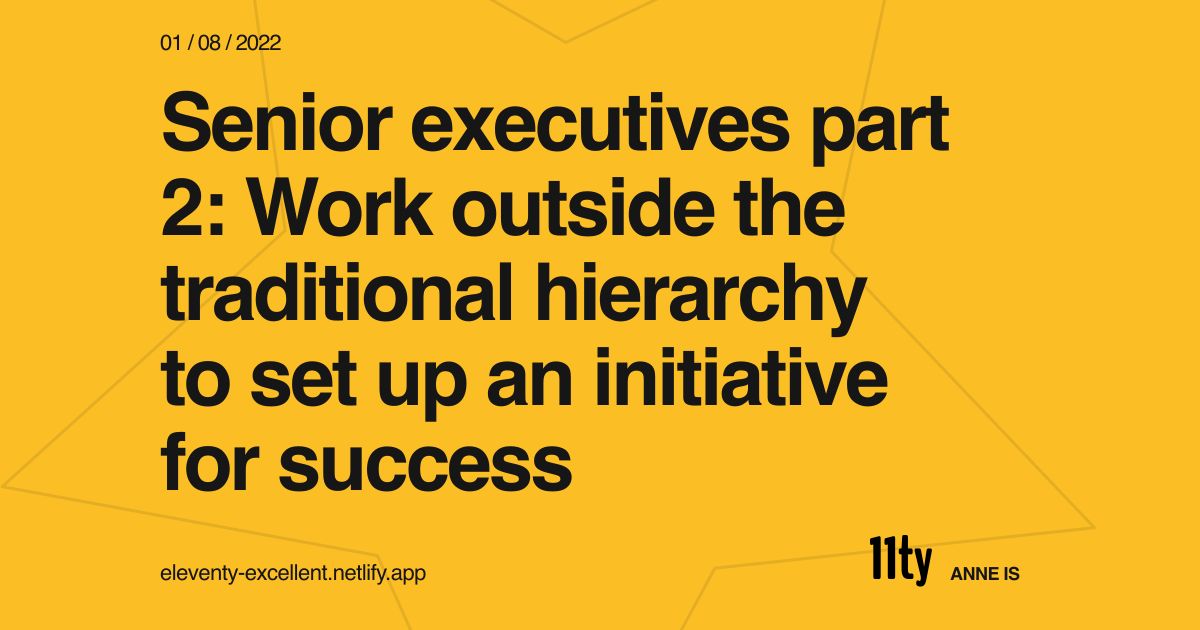 01 / 08 / 2022
Senior executives part
2: Work outside the
traditional hierarchy
to set up an initiative
for success
eleventy-excellent.netlify.app
11ty
ANNE IS